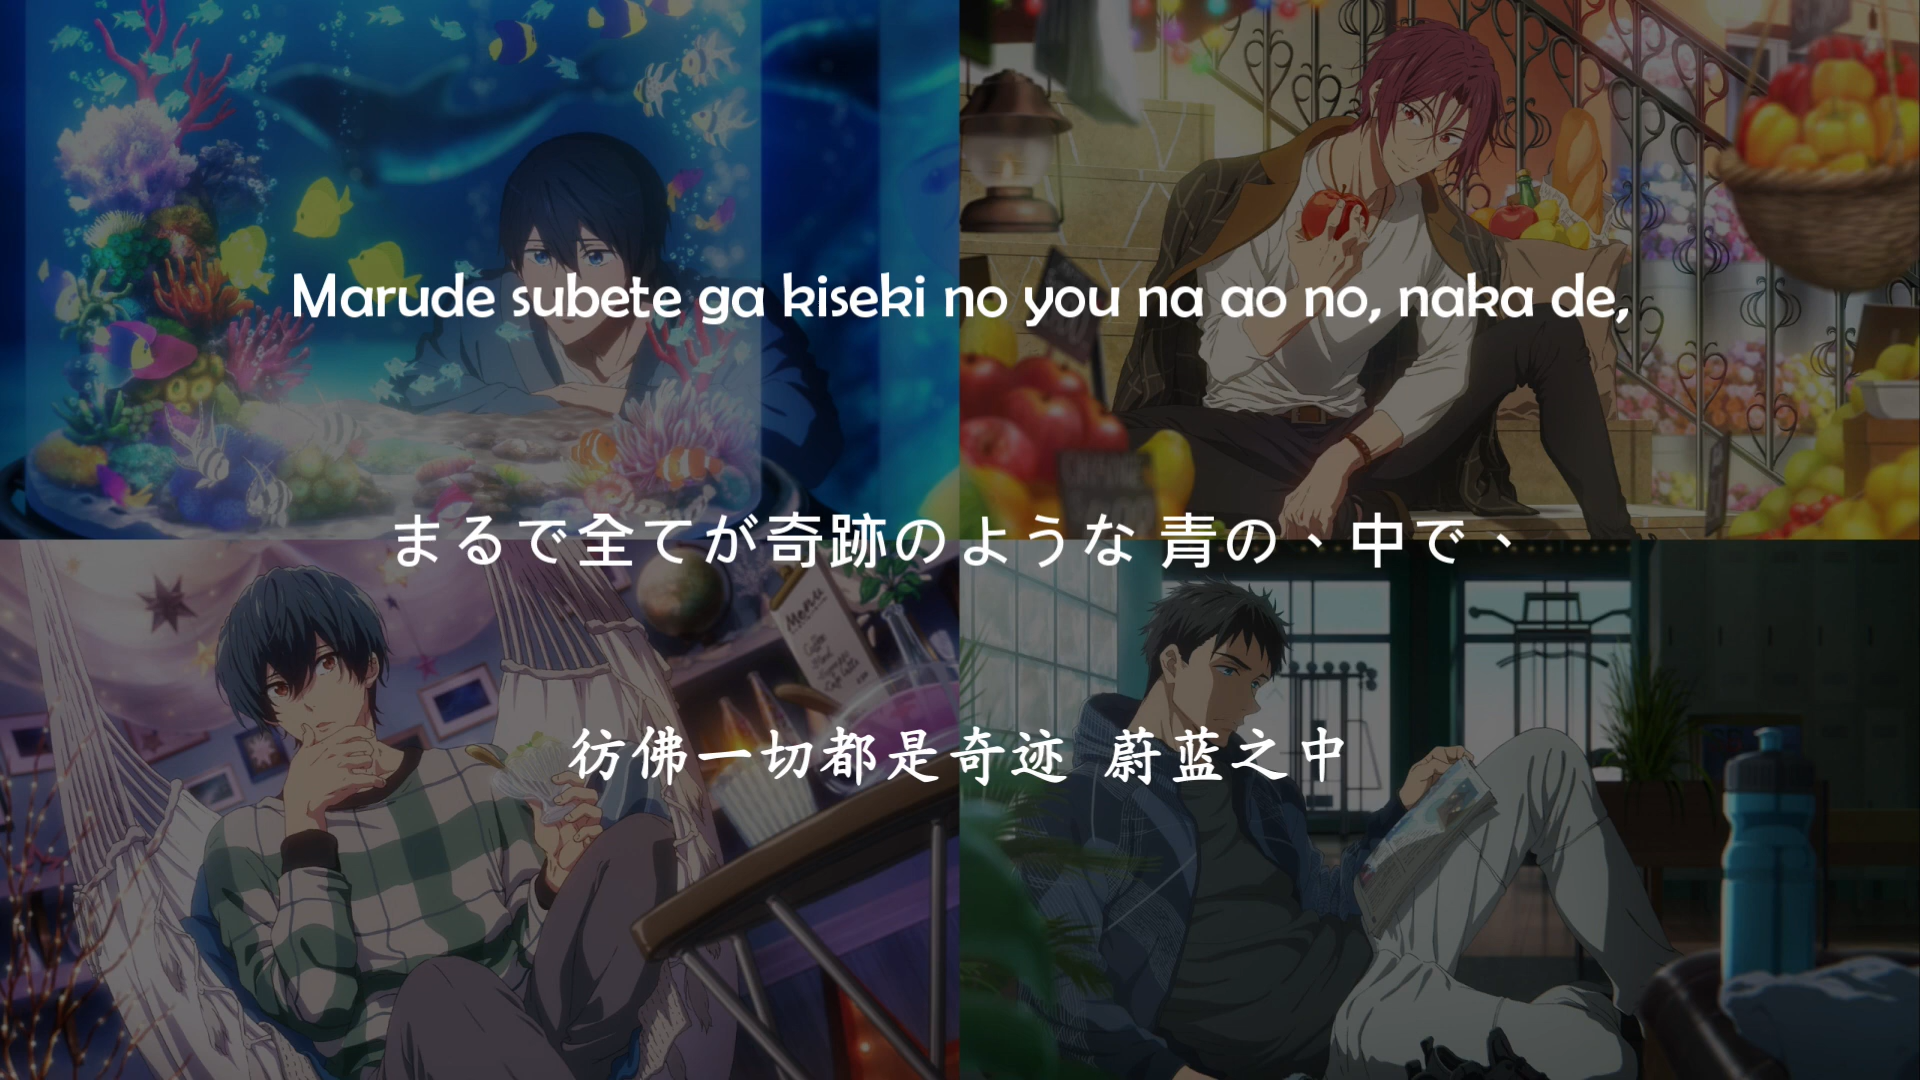 Marude subete ga kiseki no you na ao no, naka de,
まるで全てが奇跡のような 青の、中で、
彷佛一切都是奇迹 蔚蓝之中
Menu
Coffee